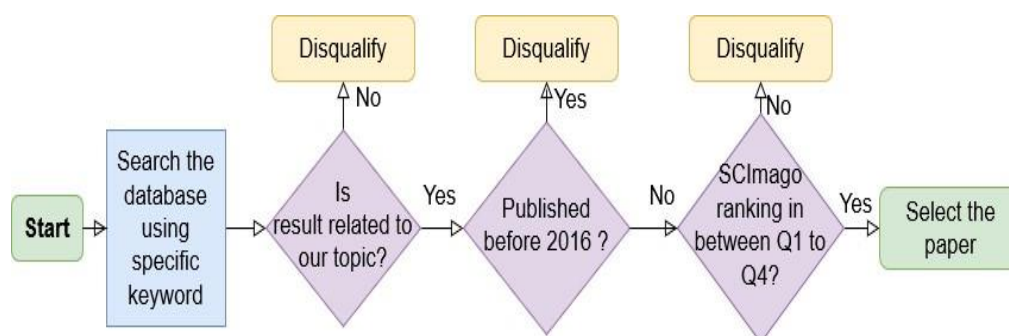 Disqualify
Disqualify
Disqualify
No
Yes
No
Start
Search the
database
using
specific
keyword
Is
result related to
our topic?
Yes
Published
before 2016 ?
No
SCImago
ranking in
between Q1 to
Q4?
Yes
Select the
paper